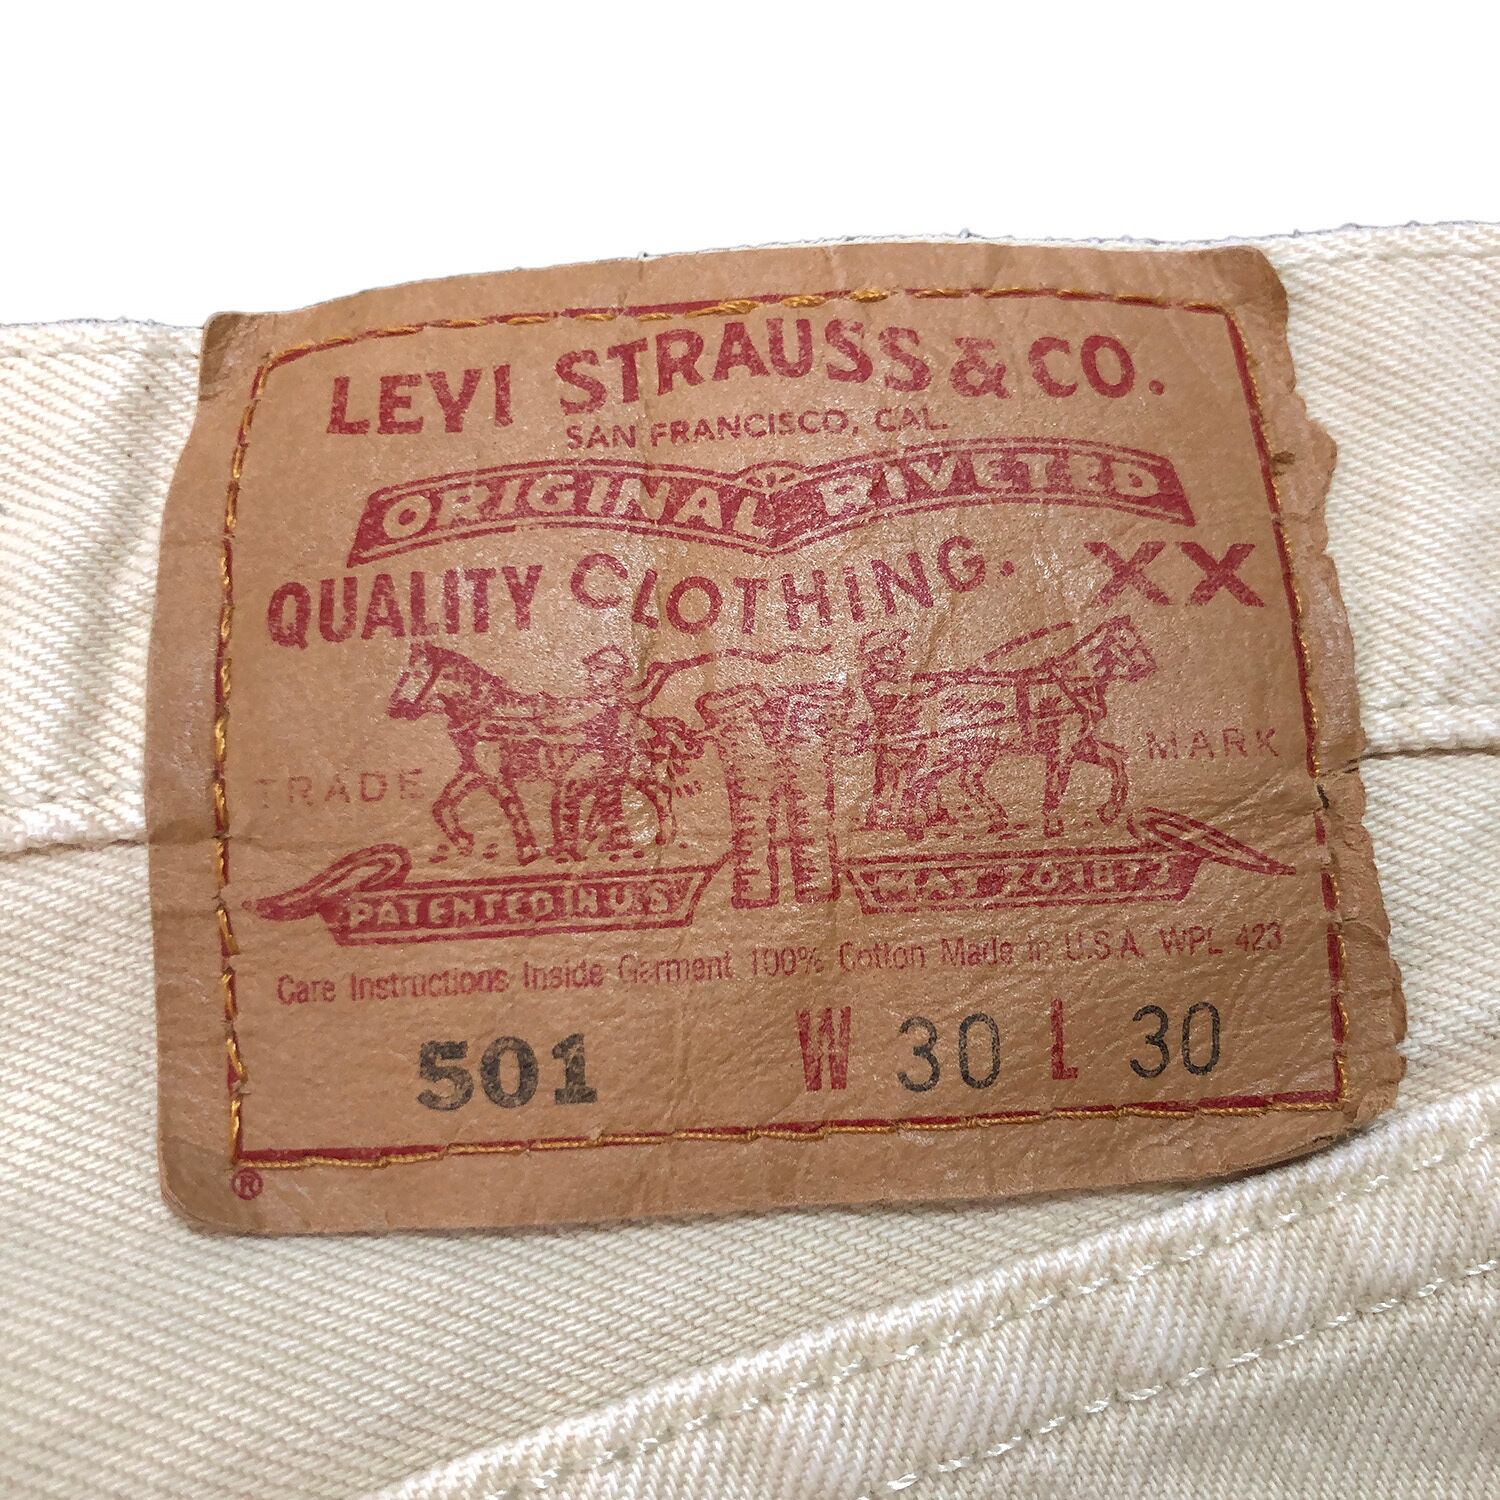 LEVI STRAUSS & CO.
SAN FRANCISCO, CAL.
ORIGINAL RIVETED
QUALITY CLOTHING. XX
TRADE MARK
PATENTED IN U.S. MAY 20 1873
Care Instructions Inside Garment 100% Cotton Made in U.S.A. WPL 423
501 W 30 L 30
®